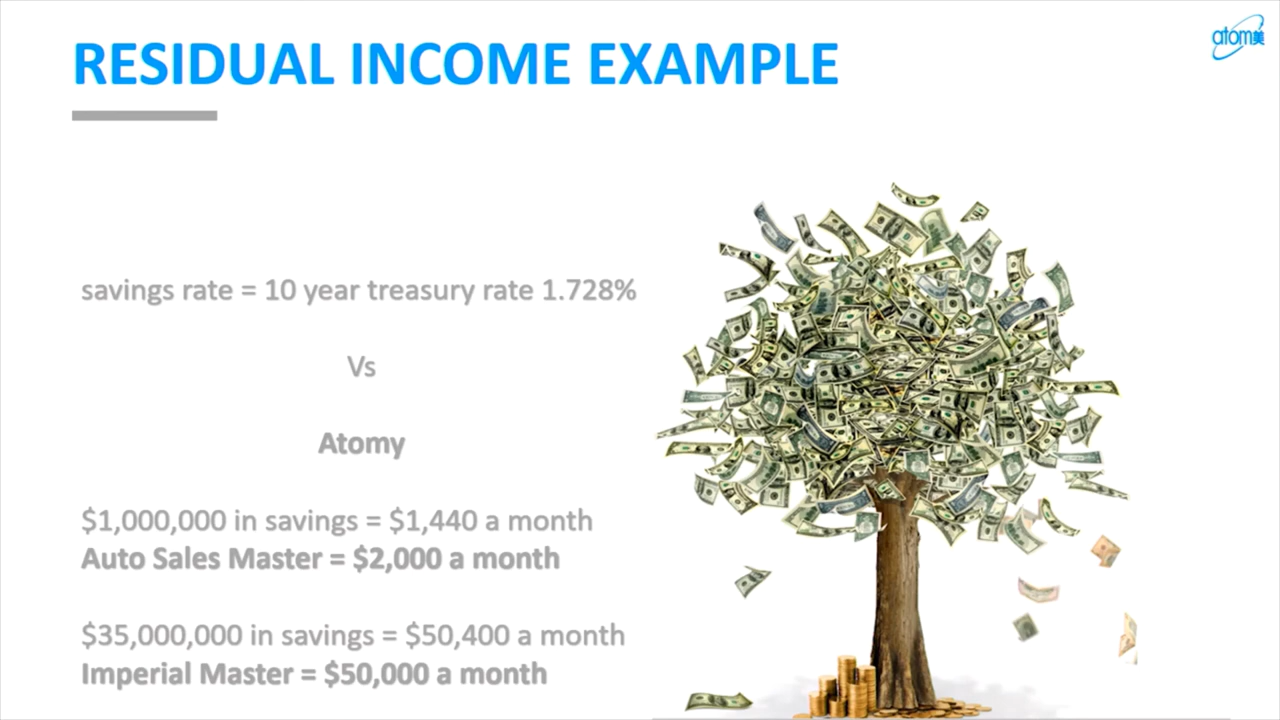 RESIDUAL INCOME EXAMPLE
atom美
savings rate = 10 year treasury rate 1.728%
Vs
Atomy
$1,000,000 in savings = $1,440 a month
Auto Sales Master = $2,000 a month
$35,000,000 in savings = $50,400 a month
Imperial Master = $50,000 a month